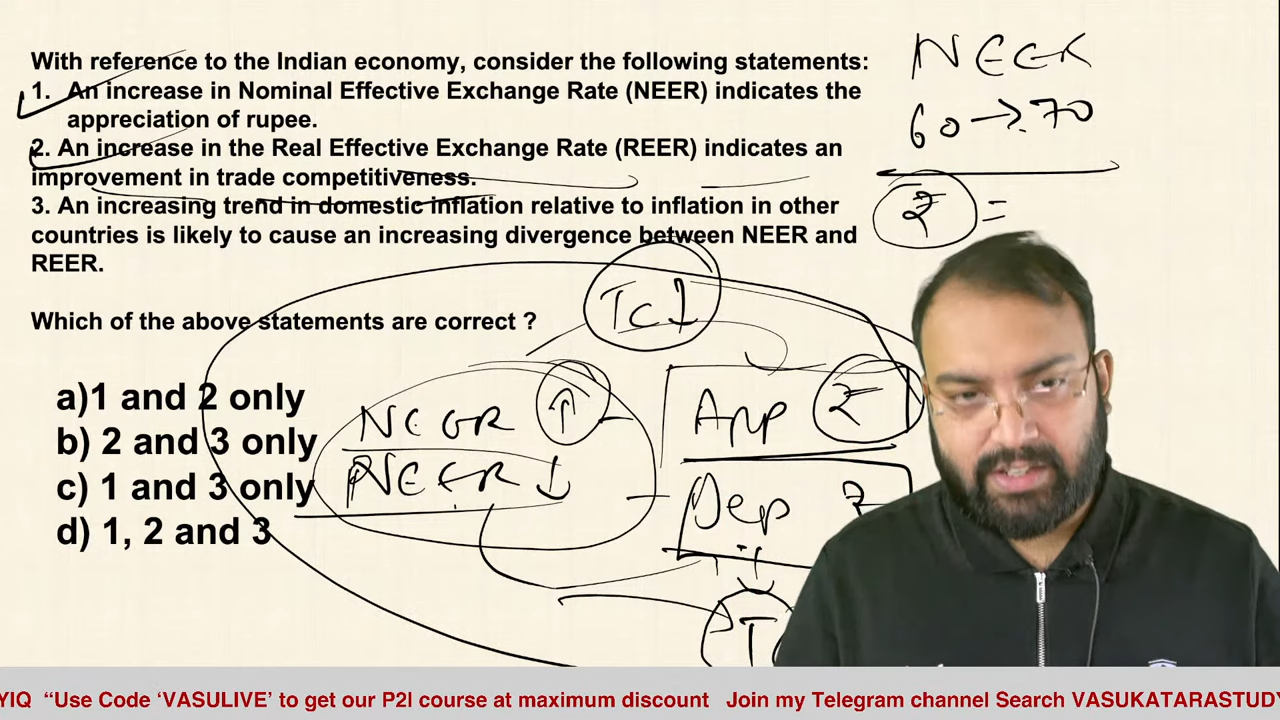 With reference to the Indian economy, consider the following statements:
1. An increase in Nominal Effective Exchange Rate (NEER) indicates the
appreciation of rupee.
2. An increase in the Real Effective Exchange Rate (REER) indicates an
improvement in trade competitiveness.
3. An increasing trend in domestic inflation relative to inflation in other
countries is likely to cause an increasing divergence between NEER and
REER.
Which of the above statements are correct ?
a)1 and 2 only
b) 2 and 3 only
c) 1 and 3 only
d) 1, 2 and 3
NEER
60 → 70
₹ =
Tc↓
NEER ↑
NEER ↓
App ₹
Dep ₹
T
YIQ “Use Code ‘VASULIVE’ to get our P2I course at maximum discount Join my Telegram channel Search VASUKATARASTUDY